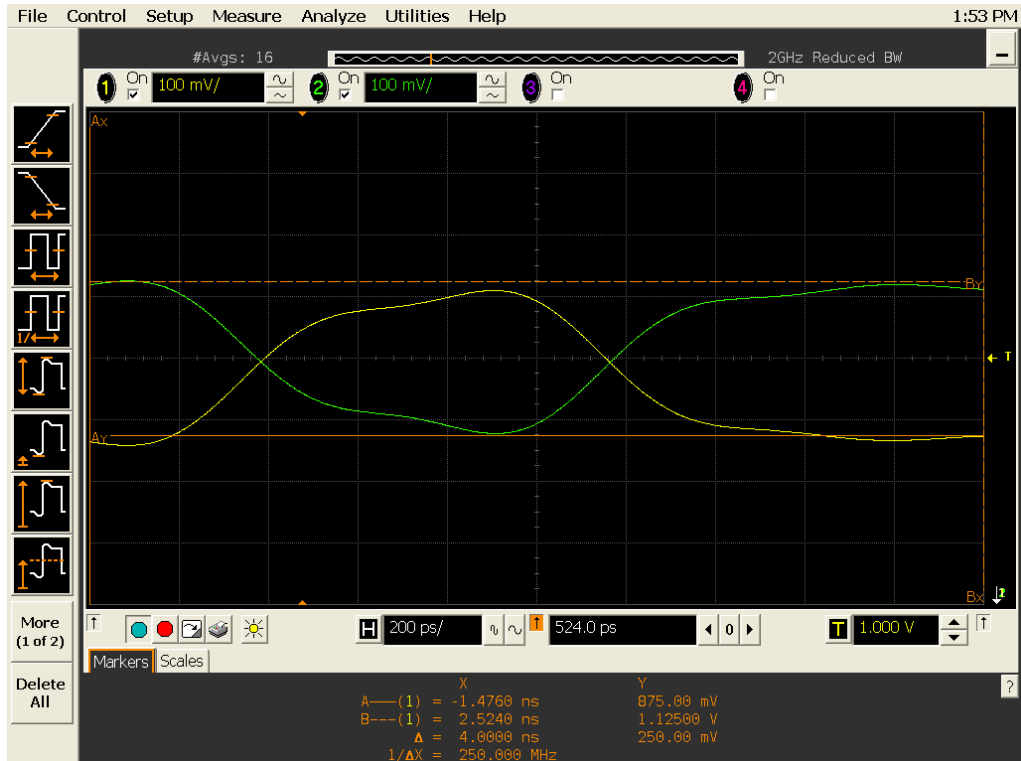 File Control Setup Measure Analyze Utilities Help 1:53 PM
#Avgs: 16 2GHz Reduced BW
1 On 100 mV/ 2 On 100 mV/ 3 On 4 On
Ax
By
Ay
T
Bx
1/
More
(1 of 2)
Delete
All
H 200 ps/ 524.0 ps 0 T 1.000 V
Markers Scales
?
X Y
A——(1) = -1.4760 ns 875.00 mV
B---(1) = 2.5240 ns 1.12500 V
Δ = 4.0000 ns 250.00 mV
1/ΔX = 250.000 MHz